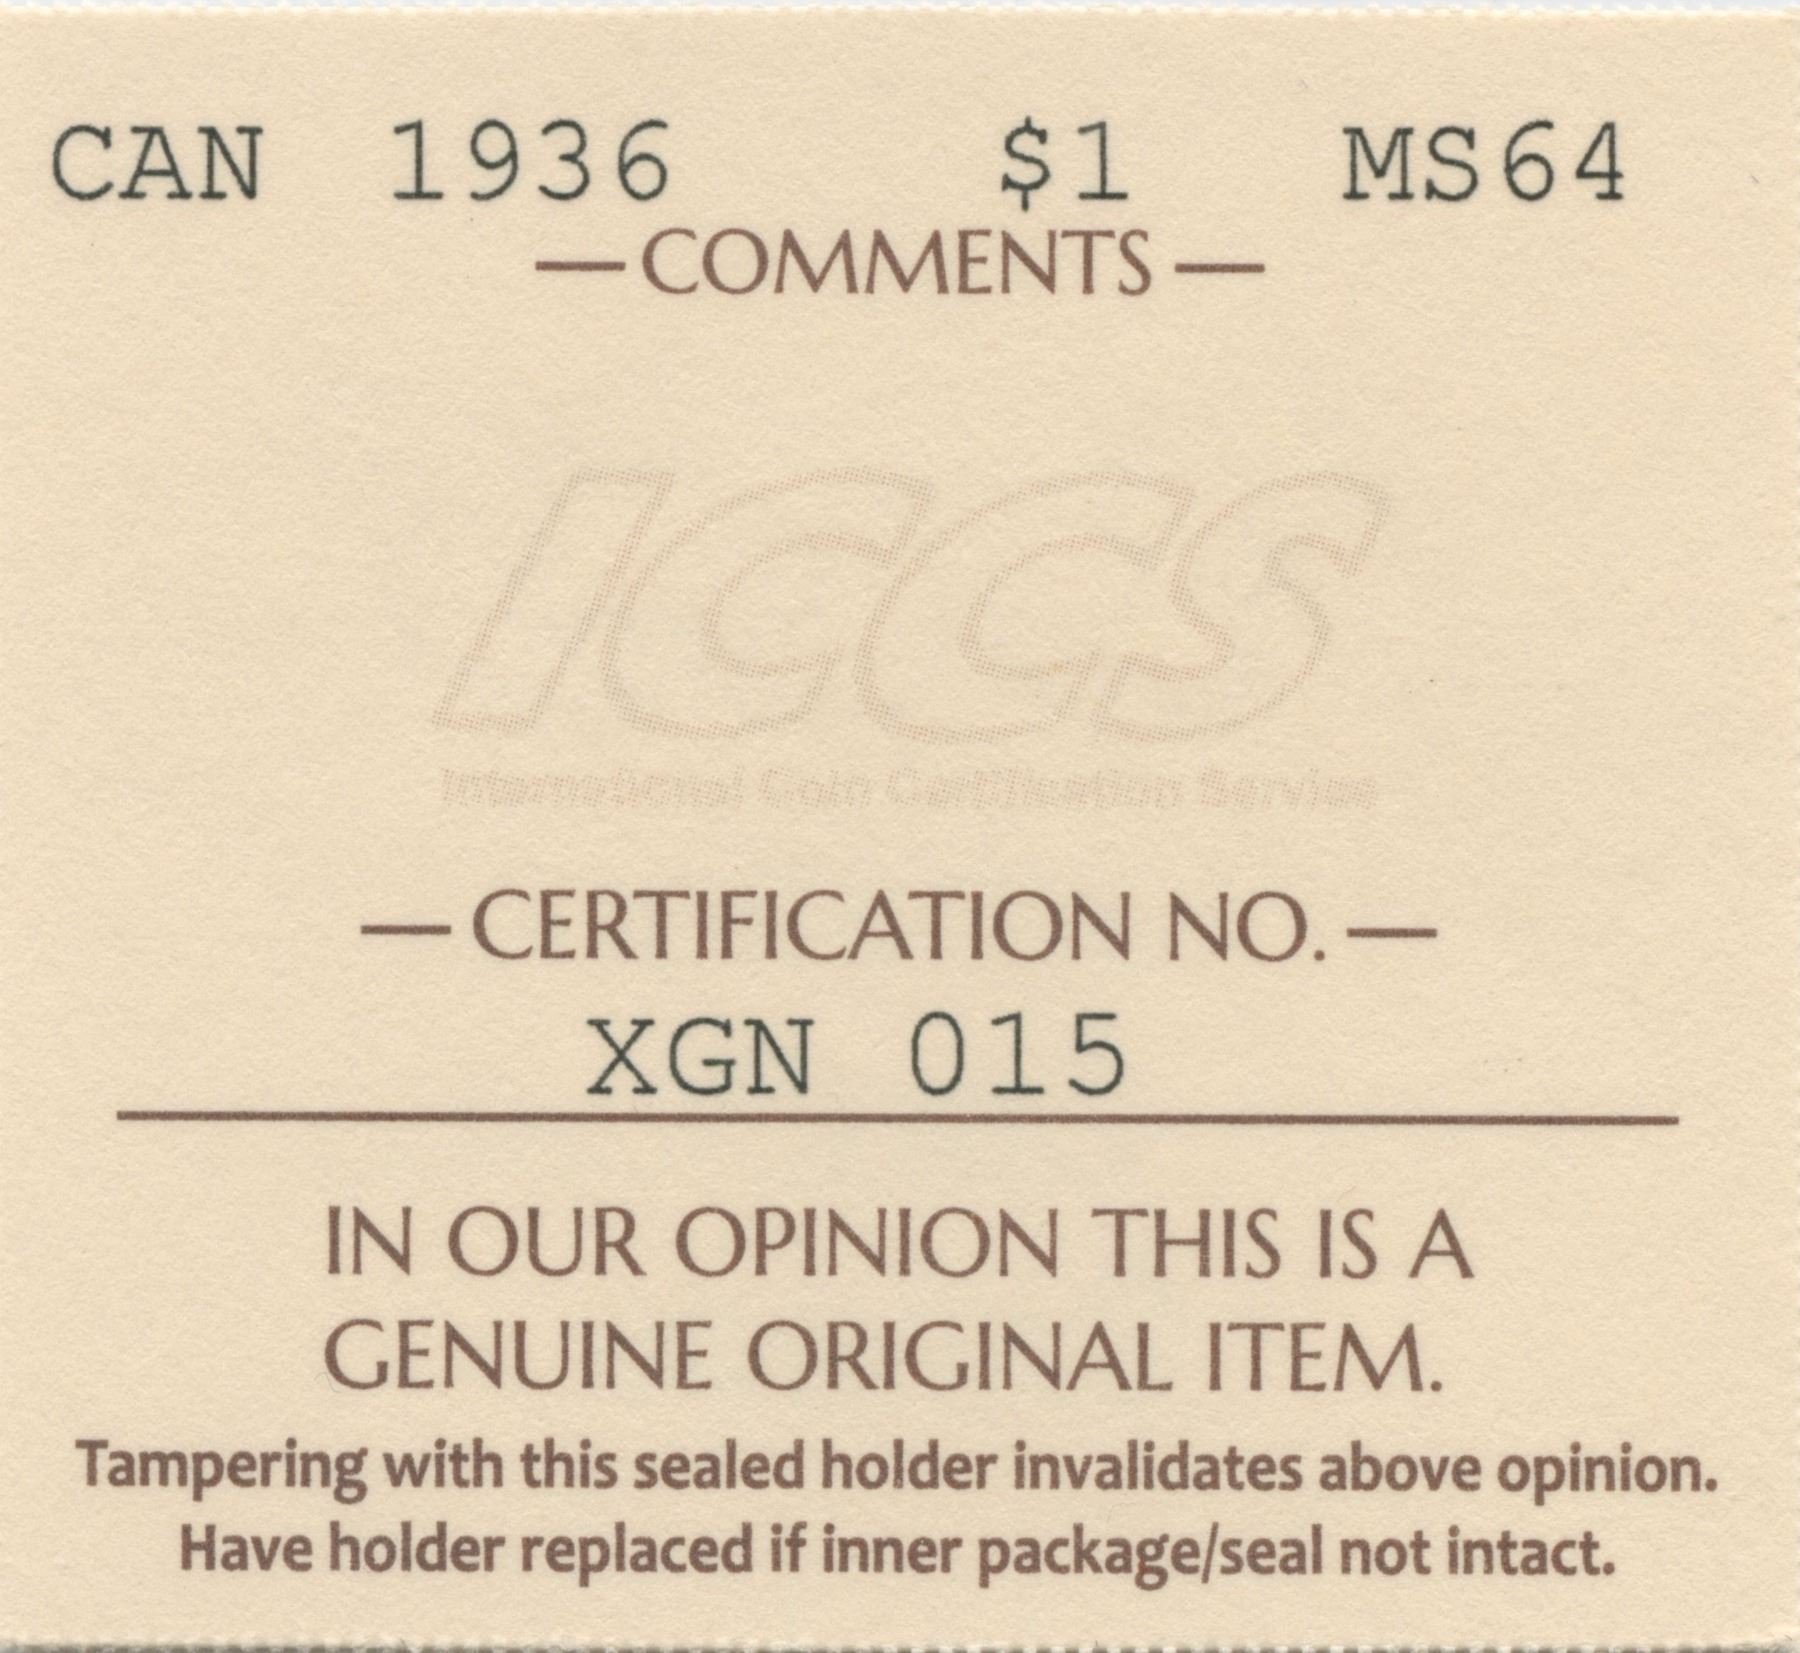 CAN 1936 $1 MS64
—COMMENTS—
ICCS
International Coin Certification Service
—CERTIFICATION NO.—
XGN 015
IN OUR OPINION THIS IS A
GENUINE ORIGINAL ITEM.
Tampering with this sealed holder invalidates above opinion.
Have holder replaced if inner package/seal not intact.